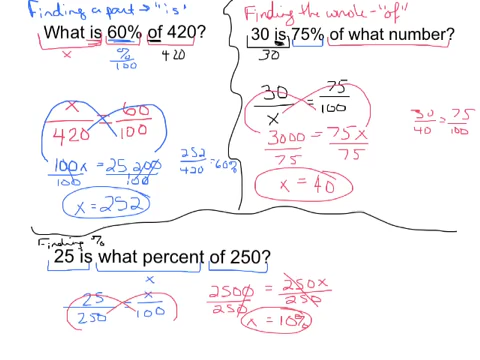 Finding a part → "is"
What is 60% of 420?
x
%
100
420
x/420 = 60/100
100x = 25,200
100 100
252/420 = 60%
x = 252
Finding the whole - "of"
30 is 75% of what number?
30
30/x = 75/100
3000 = 75x
75 75
x = 40
30/40 = 75/100
Finding %
25 is what percent of 250?
x
25/250 = x/100
2500 = 250x
250 250
x = 10%